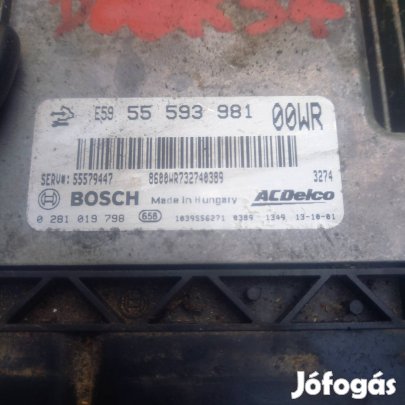 E59 55 593 981 00WR
SERV#: 55579447 8600WR732740389 3274
BOSCH Made in Hungary ACDelco
0 281 019 798 658 1039S56271 0389 1349 13-10-01
Jófogás